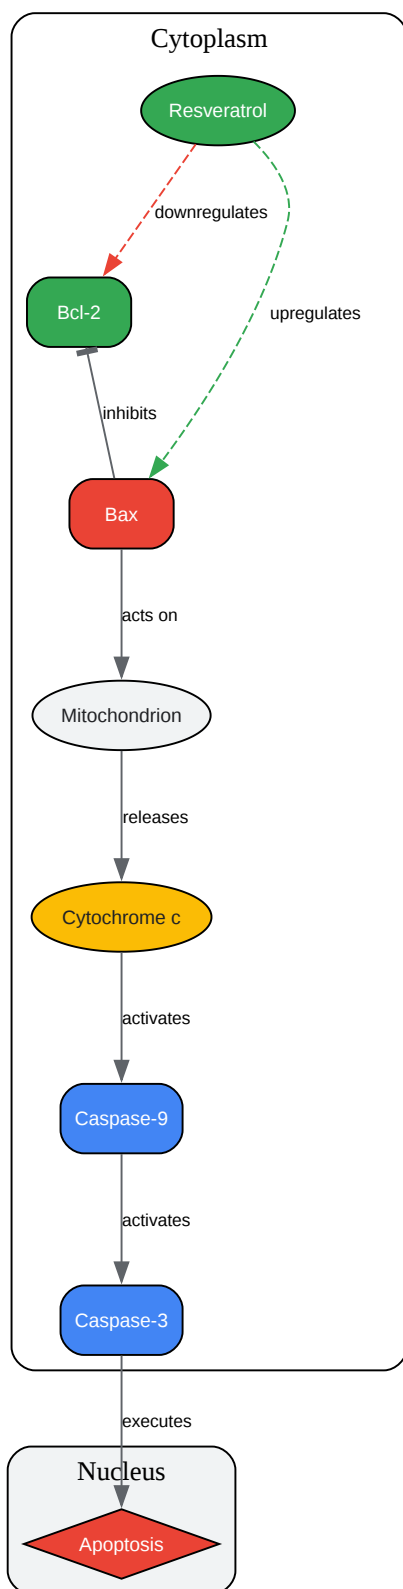 Cytoplasm
Resveratrol
downregulates
Bcl-2
upregulates
inhibits
Bax
acts on
Mitochondrion
releases
Cytochrome c
activates
Caspase-9
activates
Caspase-3
executes
Nucleus
Apoptosis